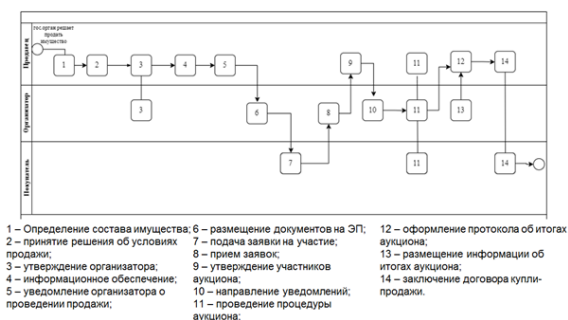 гос.орган решает
продать
имущество
Продавец
1
2
3
4
5
9
11
12
14
Организатор
3
6
8
10
11
13
Покупатель
7
11
14
1 – Определение состава имущества;
2 – принятие решения об условиях
продажи;
3 – утверждение организатора;
4 – информационное обеспечение;
5 – уведомление организатора о
проведении продажи;
6 – размещение документов на ЭП;
7 – подача заявки на участие;
8 – прием заявок;
9 – утверждение участников
аукциона;
10 – направление уведомлений;
11 – проведение процедуры
аукциона;
12 – оформление протокола об итогах
аукциона;
13 – размещение информации об
итогах аукциона;
14 – заключение договора купли-
продажи.